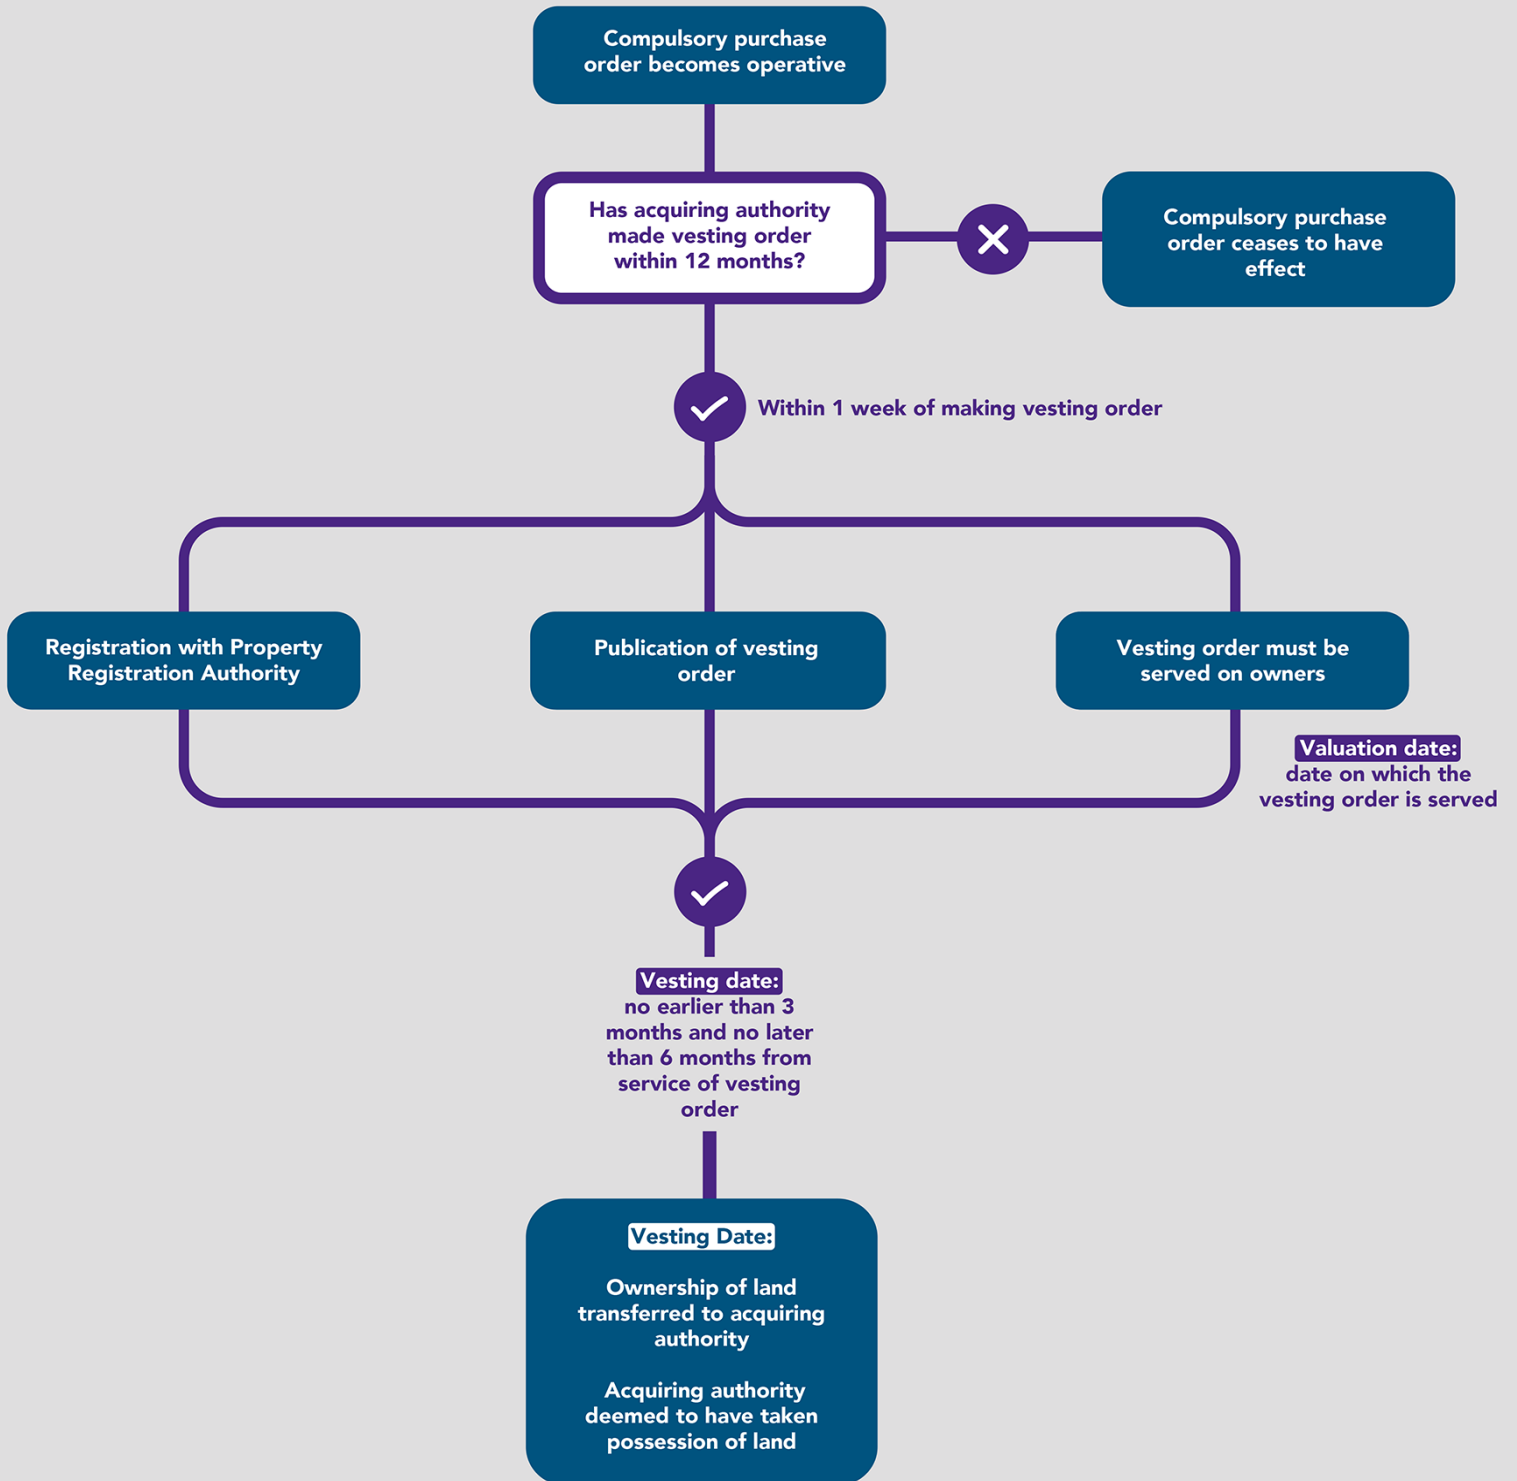 Compulsory purchase
order becomes operative
Has acquiring authority
made vesting order
within 12 months?
Compulsory purchase
order ceases to have
effect
Within 1 week of making vesting order
Registration with Property
Registration Authority
Publication of vesting
order
Vesting order must be
served on owners
Valuation date:
date on which the
vesting order is served
Vesting date:
no earlier than 3
months and no later
than 6 months from
service of vesting
order
Vesting Date:
Ownership of land
transferred to acquiring
authority
Acquiring authority
deemed to have taken
possession of land